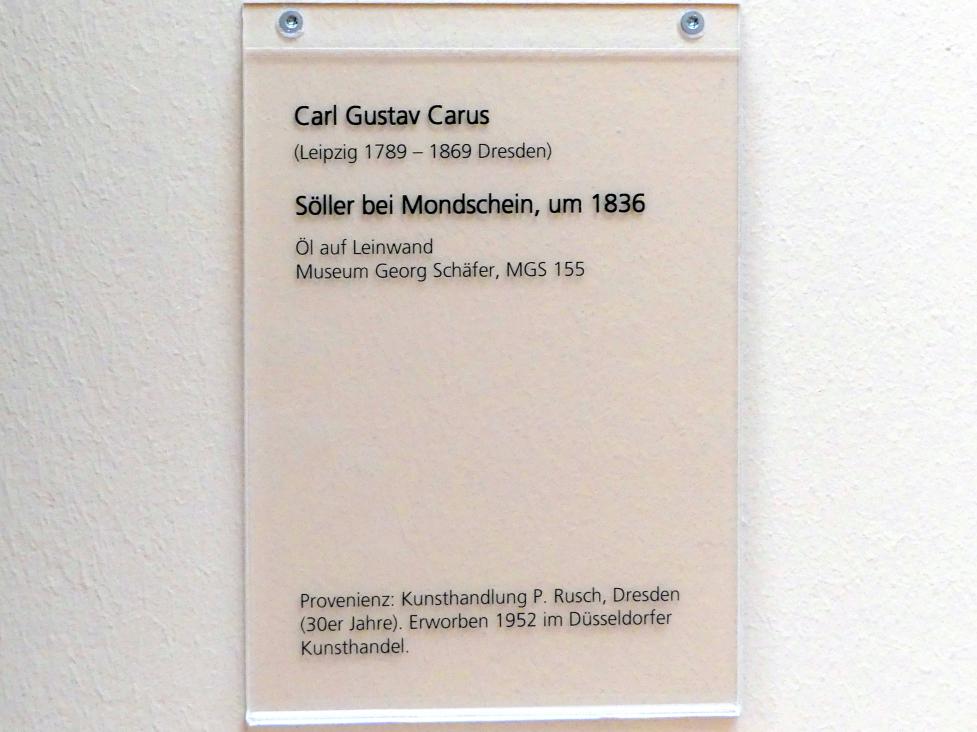 Carl Gustav Carus
(Leipzig 1789 – 1869 Dresden)
Söller bei Mondschein, um 1836
Öl auf Leinwand
Museum Georg Schäfer, MGS 155
Provenienz: Kunsthandlung P. Rusch, Dresden
(30er Jahre). Erworben 1952 im Düsseldorfer
Kunsthandel.